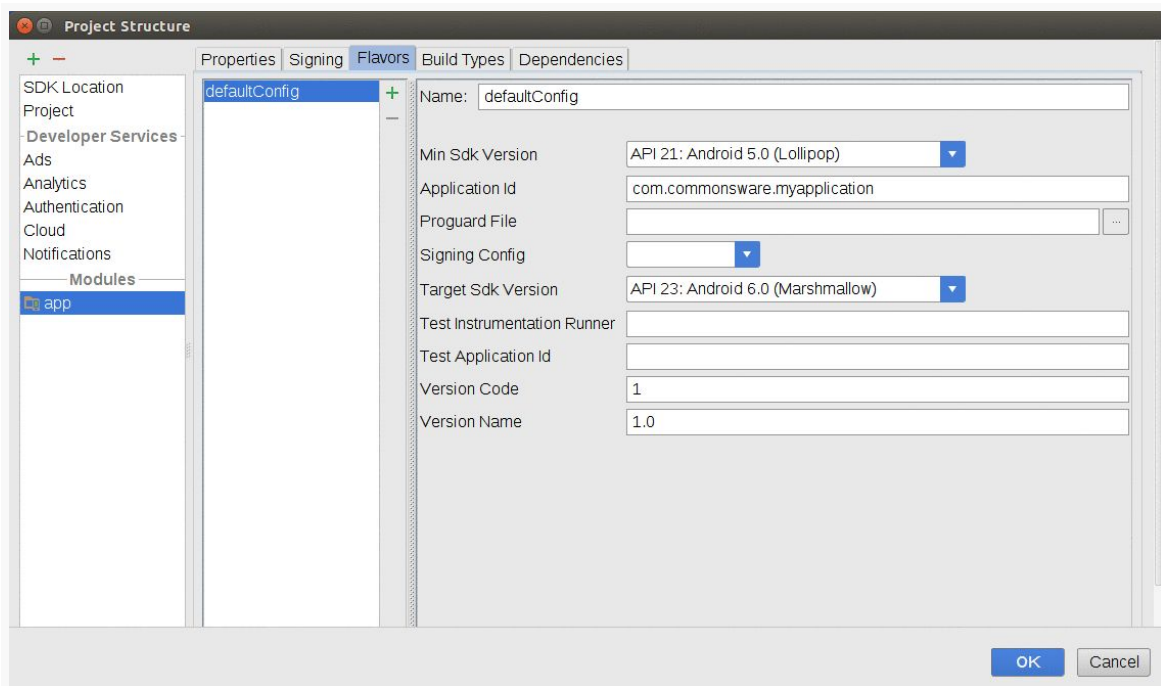 Project Structure
Properties Signing Flavors Build Types Dependencies
SDK Location
Project
Developer Services
Ads
Analytics
Authentication
Cloud
Notifications
Modules
app
defaultConfig
Name: defaultConfig
Min Sdk Version API 21: Android 5.0 (Lollipop)
Application Id com.commonsware.myapplication
Proguard File ...
Signing Config
Target Sdk Version API 23: Android 6.0 (Marshmallow)
Test Instrumentation Runner
Test Application Id
Version Code 1
Version Name 1.0
OK Cancel